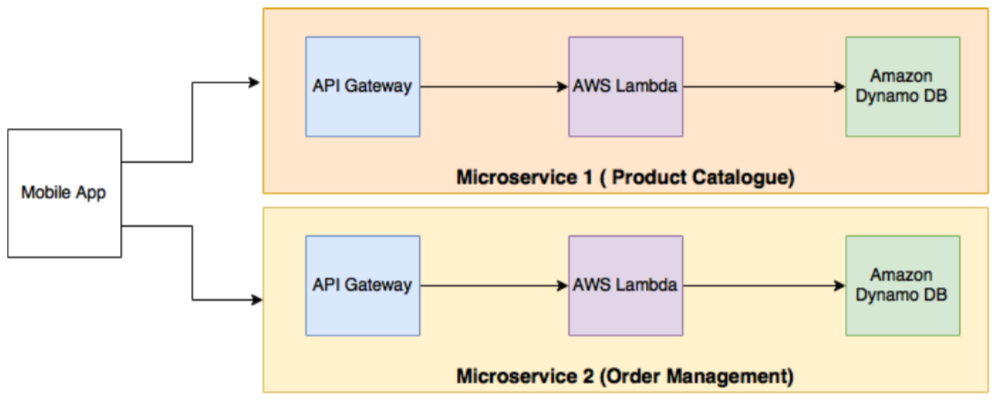 Mobile App
API Gateway
AWS Lambda
Amazon
Dynamo DB
Microservice 1 ( Product Catalogue)
API Gateway
AWS Lambda
Amazon
Dynamo DB
Microservice 2 (Order Management)